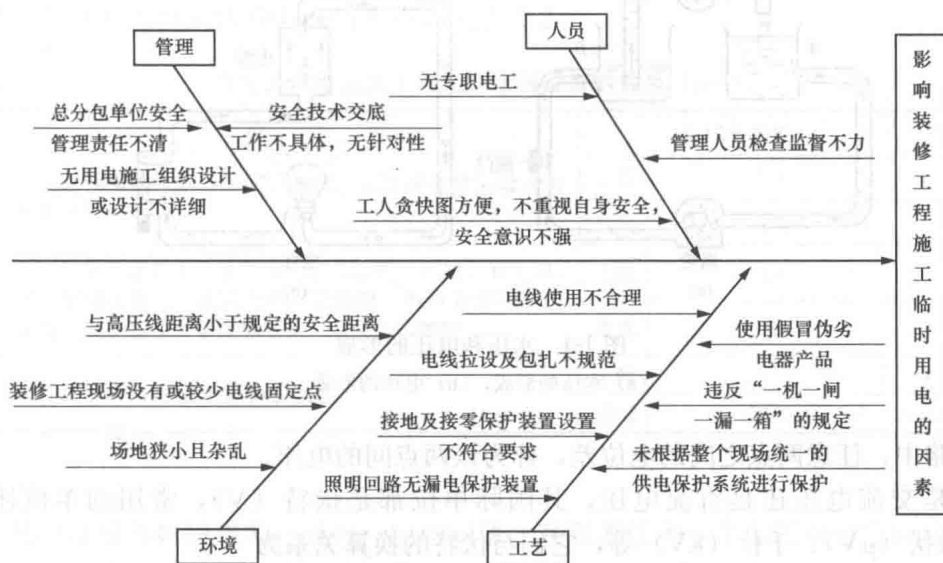 管理
人员
无专职电工
总分包单位安全
管理责任不清
安全技术交底
工作不具体，无针对性
管理人员检查监督不力
无用电施工组织设计
或设计不详细
工人贪快图方便，不重视自身安全，
安全意识不强
影响装修工程施工临时用电的因素
电线使用不合理
与高压线距离小于规定的安全距离
使用假冒伪劣
电器产品
电线拉设及包扎不规范
装修工程现场没有或较少电线固定点
违反“一机一闸
一漏一箱”的规定
接地及接零保护装置设置
不符合要求
场地狭小且杂乱
未根据整个现场统一的
供电保护系统进行保护
照明回路无漏电保护装置
环境
工艺